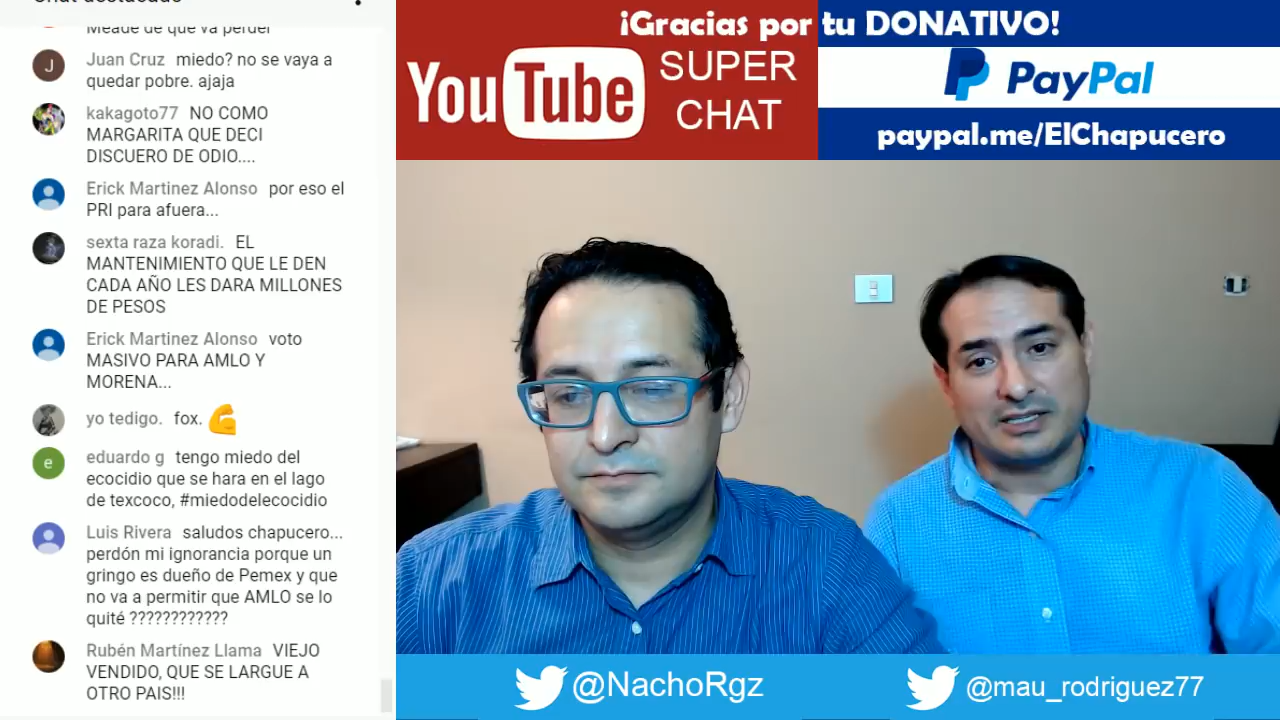 Chat destacado
Meade de que va perder
J
Juan Cruz miedo? no se vaya a
quedar pobre. ajaja
kakagoto77 NO COMO
MARGARITA QUE DECI
DISCUERO DE ODIO....
Erick Martinez Alonso por eso el
PRI para afuera...
sexta raza koradi. EL
MANTENIMIENTO QUE LE DEN
CADA AÑO LES DARA MILLONES
DE PESOS
Erick Martinez Alonso voto
MASIVO PARA AMLO Y
MORENA...
yo tedigo. fox. 💪
e
eduardo g tengo miedo del
ecocidio que se hara en el lago
de texcoco, #miedodelecocidio
Luis Rivera saludos chapucero...
perdón mi ignorancia porque un
gringo es dueño de Pemex y que
no va a permitir que AMLO se lo
quité ????????????
Rubén Martínez Llama VIEJO
VENDIDO, QUE SE LARGUE A
OTRO PAIS!!!
¡Gracias por tu DONATIVO!
YouTube
SUPER
CHAT
PayPal
paypal.me/ElChapucero
@NachoRgz
@mau_rodriguez77